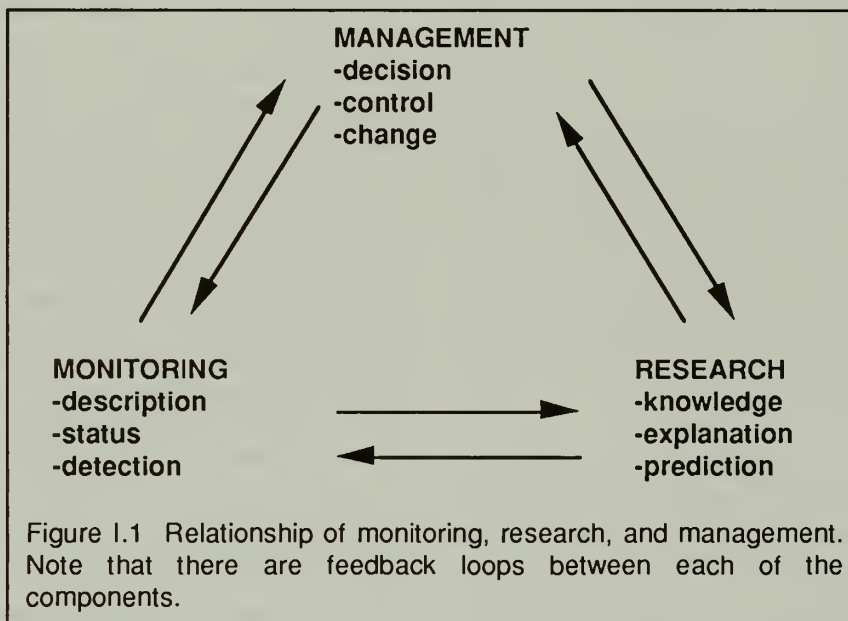 MANAGEMENT
-decision
-control
-change
MONITORING
-description
-status
-detection
RESEARCH
-knowledge
-explanation
-prediction
Figure I.1 Relationship of monitoring, research, and management.
Note that there are feedback loops between each of the
components.